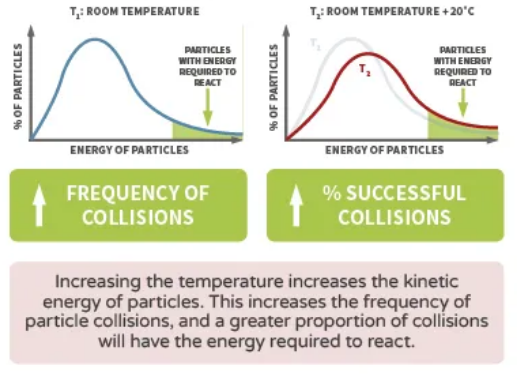 T₁: ROOM TEMPERATURE
% OF PARTICLES
PARTICLES
WITH ENERGY
REQUIRED TO
REACT
ENERGY OF PARTICLES
T₂: ROOM TEMPERATURE +20˚C
% OF PARTICLES
T₁
T₂
PARTICLES
WITH ENERGY
REQUIRED TO
REACT
ENERGY OF PARTICLES
FREQUENCY OF
COLLISIONS
% SUCCESSFUL
COLLISIONS
Increasing the temperature increases the kinetic
energy of particles. This increases the frequency of
particle collisions, and a greater proportion of collisions
will have the energy required to react.